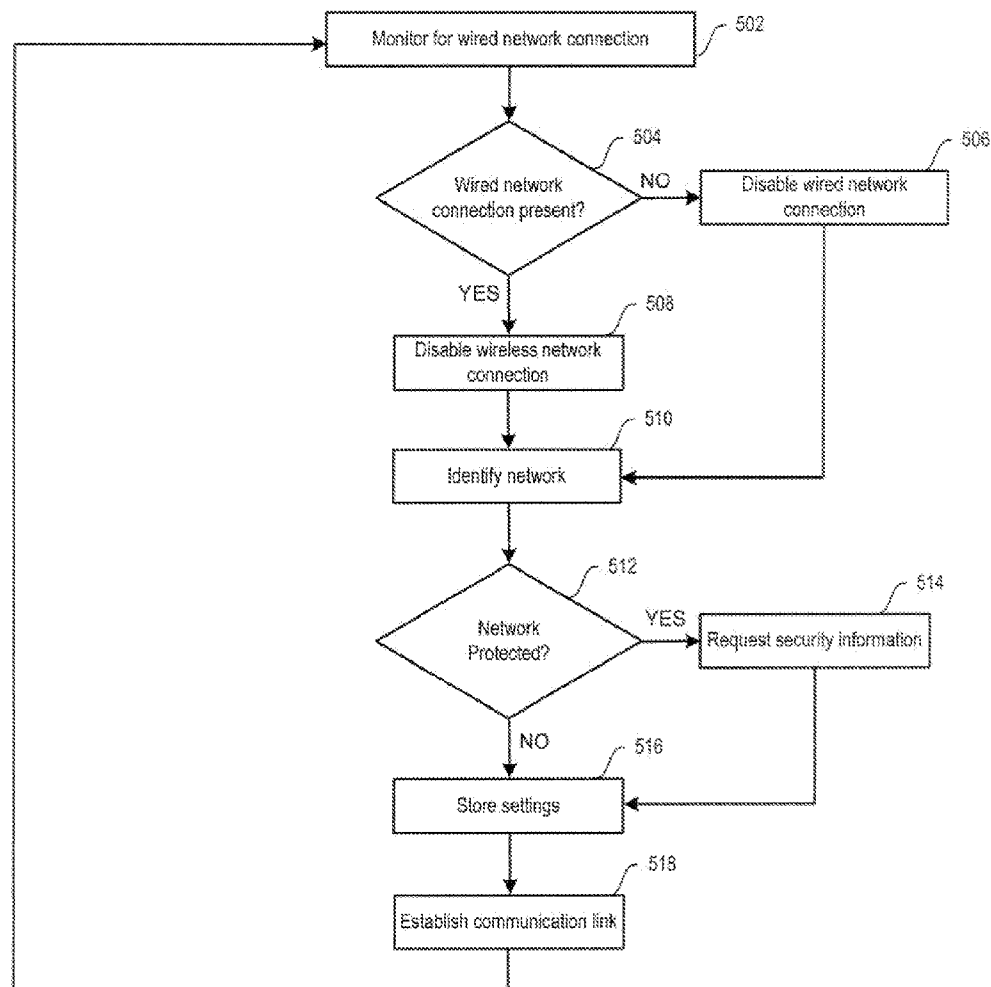 Monitor for wired network connection
502
504
Wired network
connection present?
NO
506
Disable wired network
connection
YES
508
Disable wireless network
connection
510
Identify network
512
Network
Protected?
YES
514
Request security information
NO
516
Store settings
518
Establish communication link